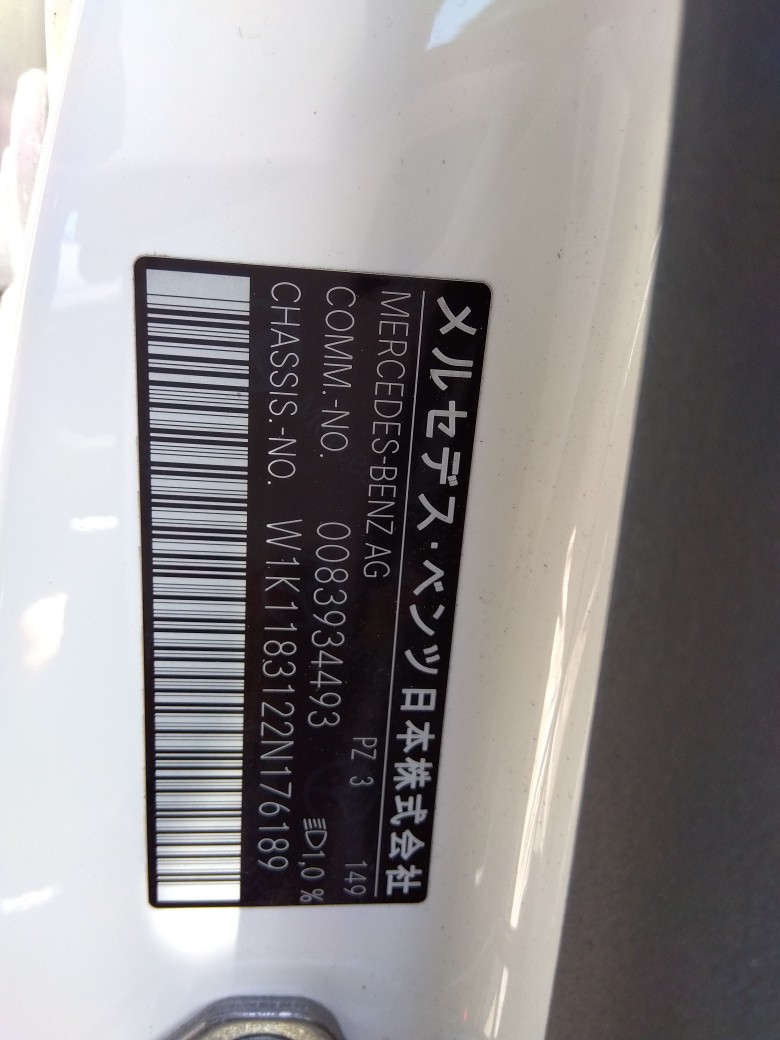 メルセデス・ベンツ日本株式会社
MERCEDES-BENZ AG PZ 3 149
COMM.-NO. 0083934493 1,0 %
CHASSIS.-NO. W1K1183122N176189